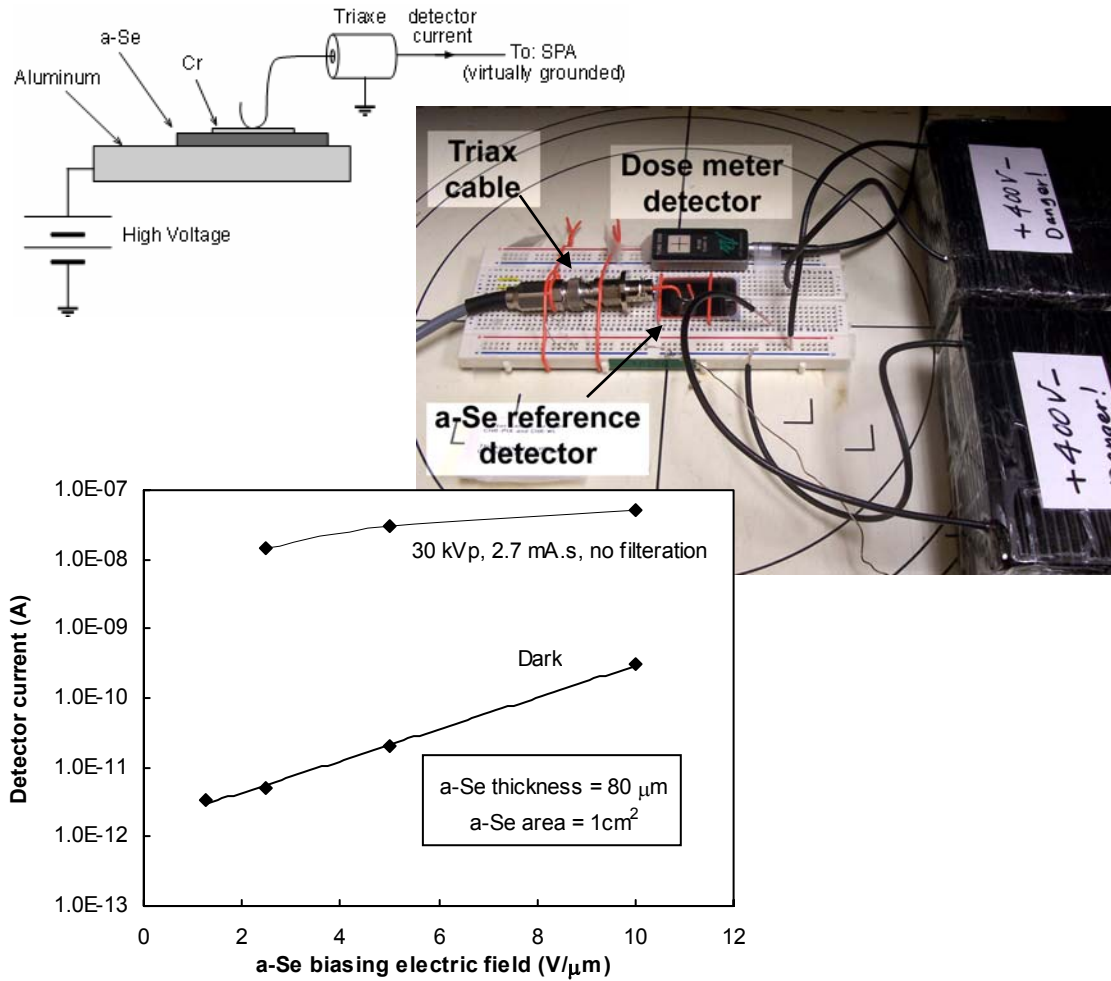 Triaxe
detector
current
To: SPA
(virtually grounded)
a-Se
Cr
Aluminum
High Voltage
Triax
cable
Dose meter
detector
a-Se reference
detector
+400V-
Danger!
+400V-
anger!
1.0E-07
1.0E-08
1.0E-09
1.0E-10
1.0E-11
1.0E-12
1.0E-13
Detector current (A)
30 kVp, 2.7 mA.s, no filteration
Dark
a-Se thickness = 80 μm
a-Se area = 1cm²
0 2 4 6 8 10 12
a-Se biasing electric field (V/μm)